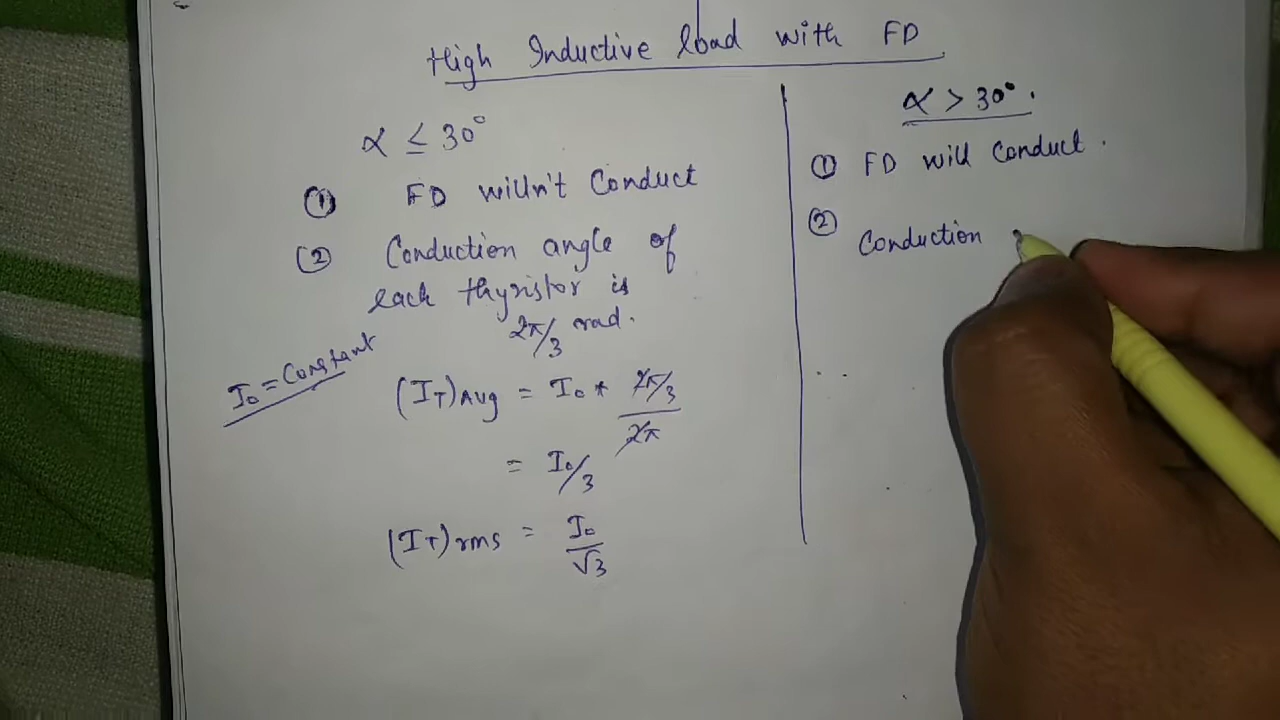 High Inductive load with FD
α ≤ 30°
① FD willn't Conduct
② Conduction angle of
each thyristor is
2π/3 rad.
I₀ = Constant
(I_T)Avg = I₀ * (2π/3)/(2π)
= I₀/3
(I_T)rms = I₀/√3
α > 30°.
① FD will Conduct.
② Conduction